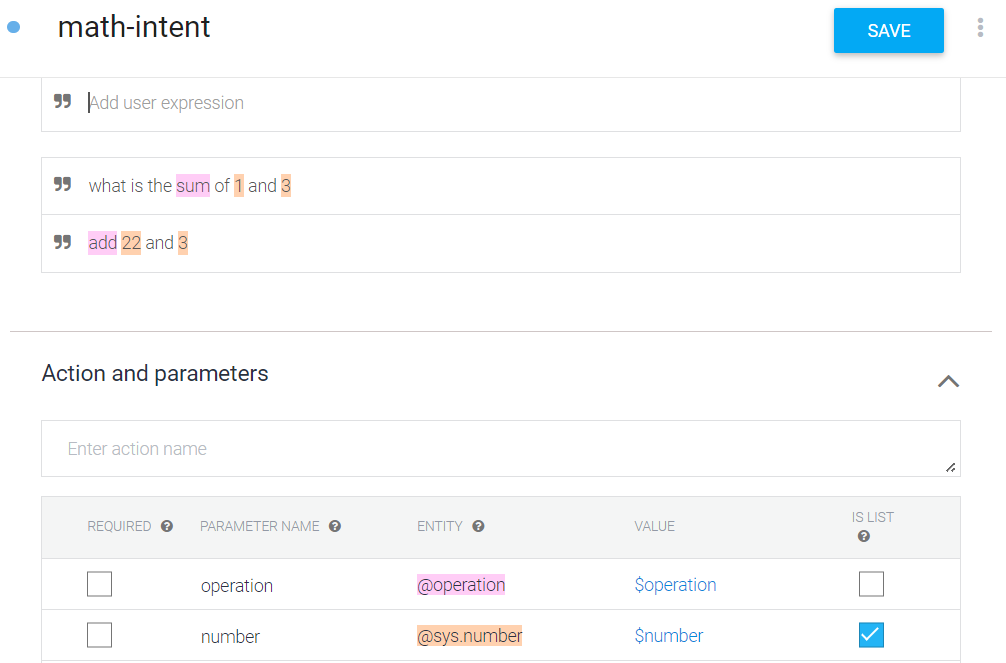 math-intent
SAVE
Add user expression
what is the sum of 1 and 3
add 22 and 3
Action and parameters
Enter action name
REQUIRED PARAMETER NAME ENTITY VALUE IS LIST
operation @operation $operation
number @sys.number $number